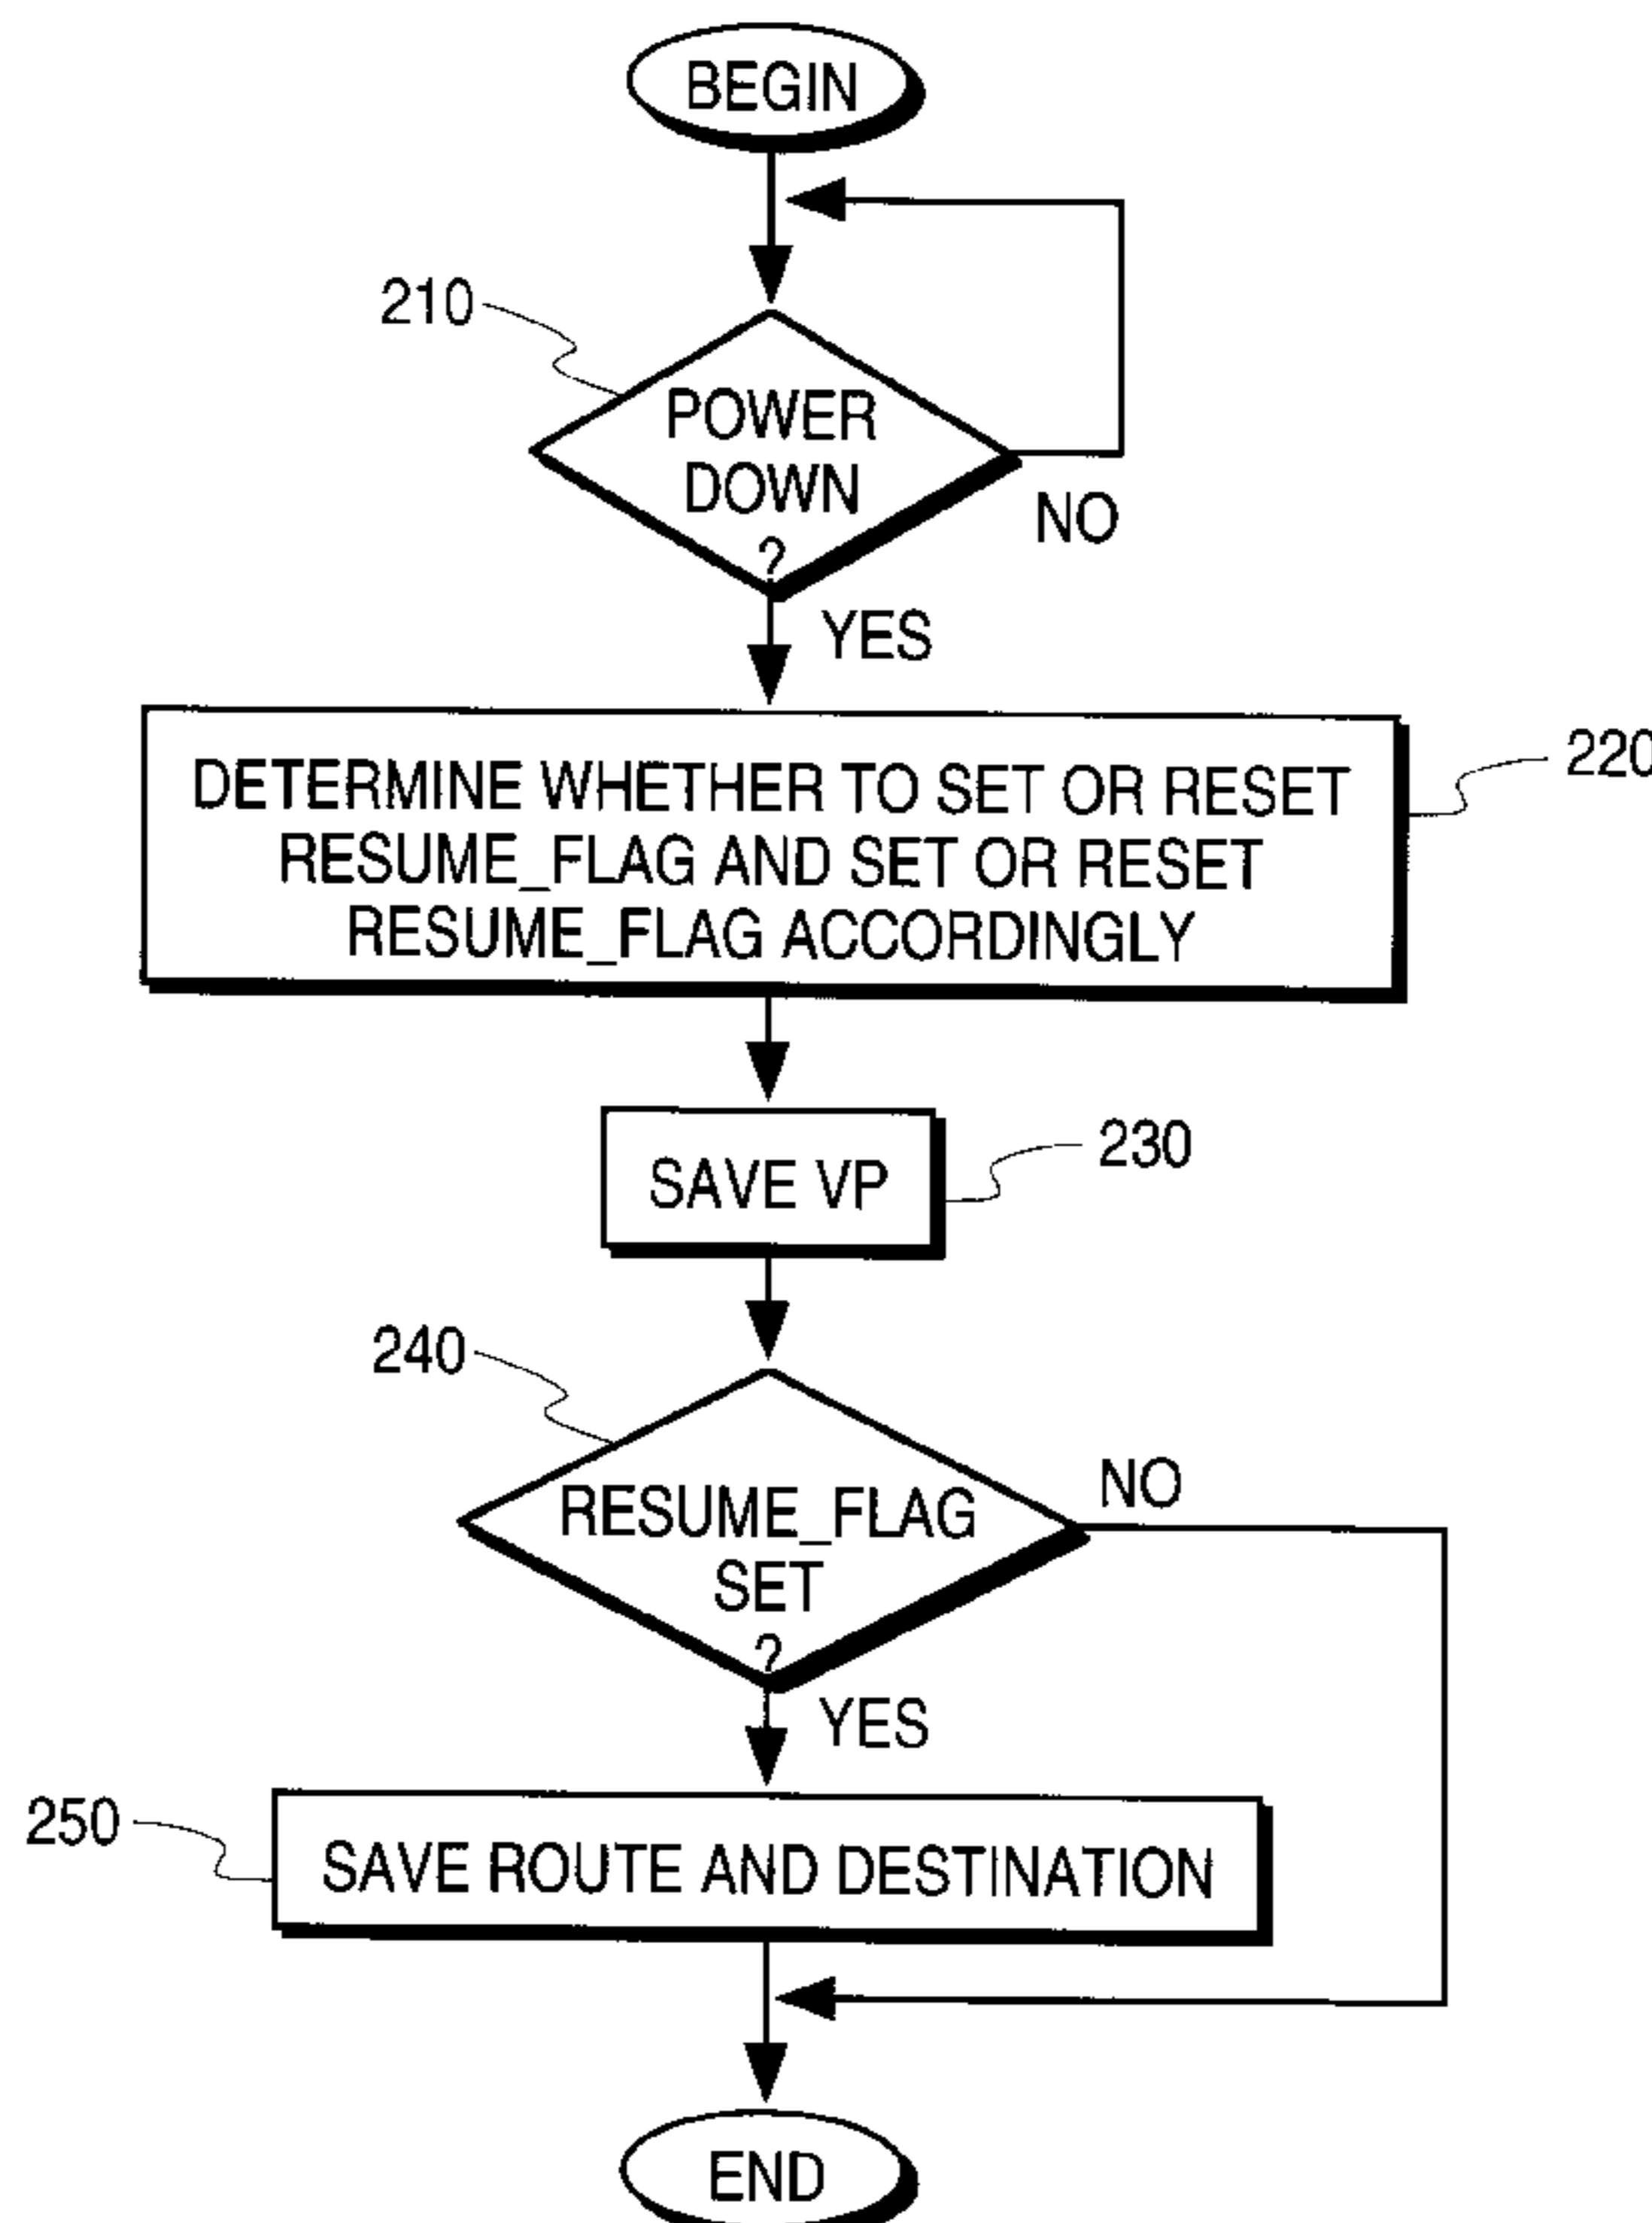 BEGIN
210
POWER
DOWN
?
NO
YES
DETERMINE WHETHER TO SET OR RESET
RESUME_FLAG AND SET OR RESET
RESUME_FLAG ACCORDINGLY
220
SAVE VP
230
240
RESUME_FLAG
SET
?
NO
YES
250
SAVE ROUTE AND DESTINATION
END